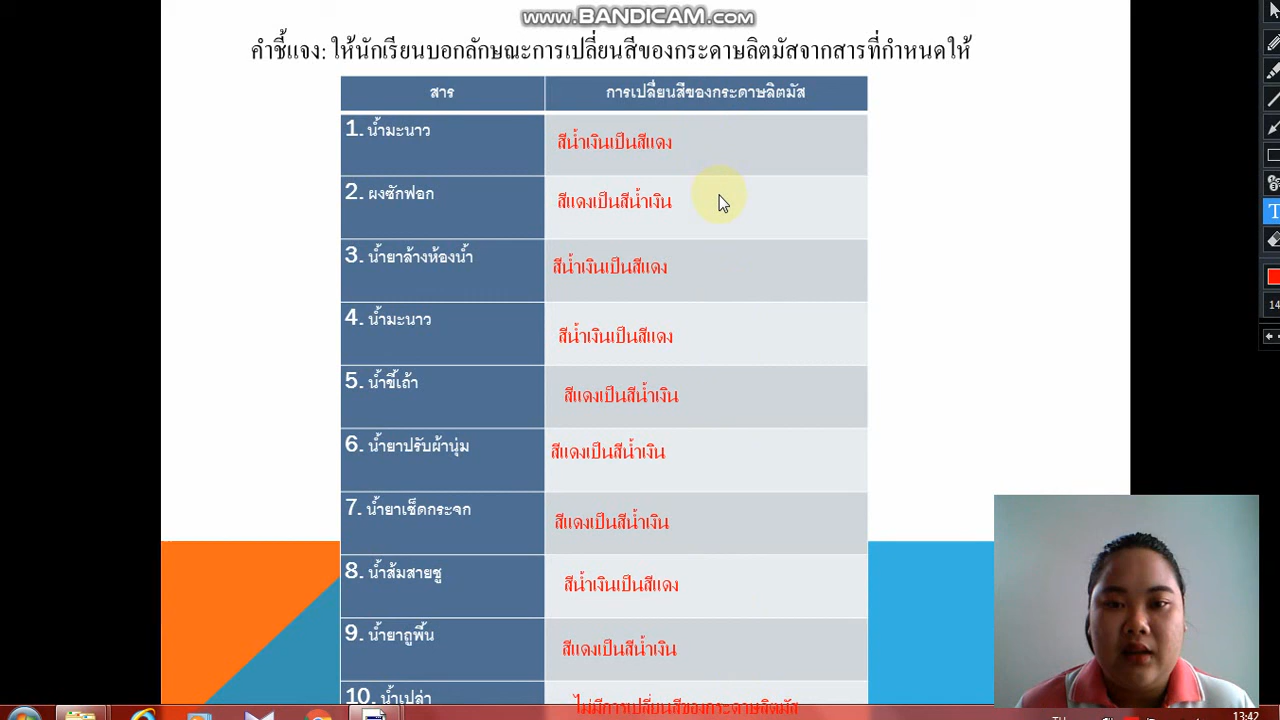 www.BANDICAM.com
คำชี้แจง: ให้นักเรียนบอกลักษณะการเปลี่ยนสีของกระดาษลิตมัสจากสารที่กำหนดให้
สาร การเปลี่ยนสีของกระดาษลิตมัส
1. น้ำมะนาว สีน้ำเงินเป็นสีแดง
2. ผงซักฟอก สีแดงเป็นสีน้ำเงิน
3. น้ำยาล้างห้องน้ำ สีน้ำเงินเป็นสีแดง
4. น้ำมะนาว สีน้ำเงินเป็นสีแดง
5. น้ำขี้เถ้า สีแดงเป็นสีน้ำเงิน
6. น้ำยาปรับผ้านุ่ม สีแดงเป็นสีน้ำเงิน
7. น้ำยาเช็ดกระจก สีแดงเป็นสีน้ำเงิน
8. น้ำส้มสายชู สีน้ำเงินเป็นสีแดง
9. น้ำยาถูพื้น สีแดงเป็นสีน้ำเงิน
10. น้ำเปล่า ไม่มีการเปลี่ยนสีของกระดาษลิตมัส
13:42